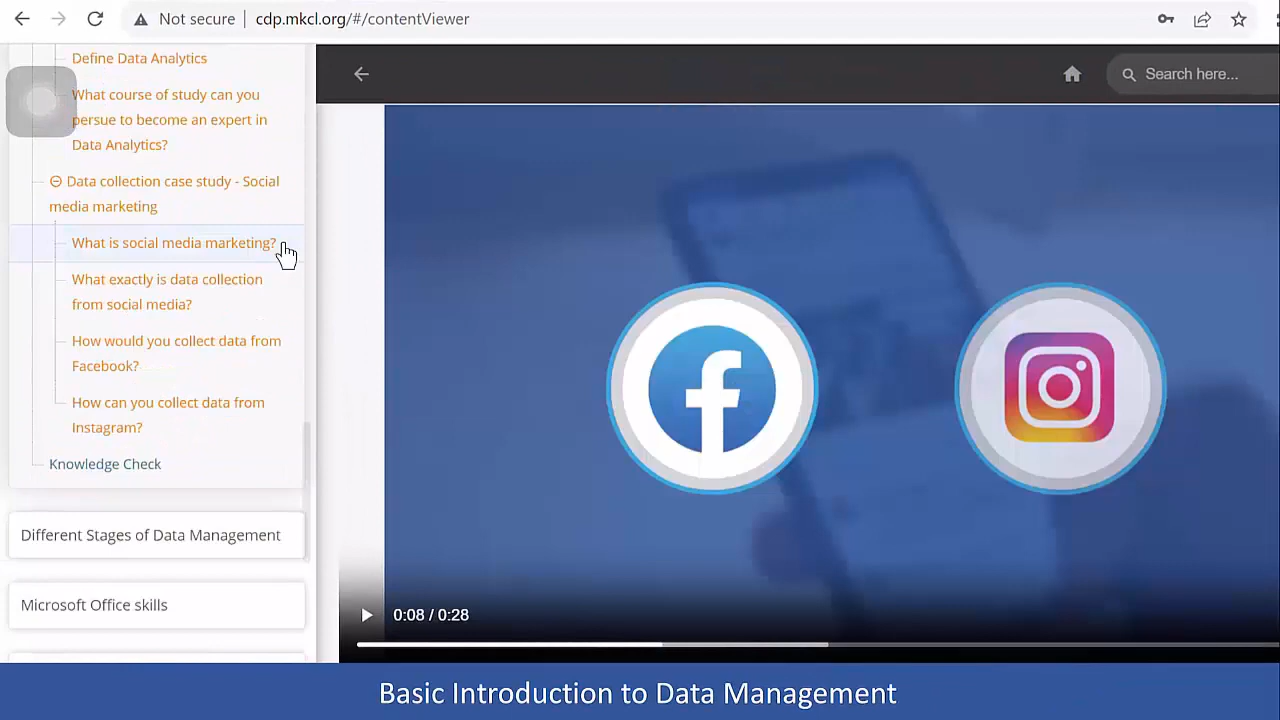 Not secure
cdp.mkcl.org/#/contentViewer
Define Data Analytics
What course of study can you
persue to become an expert in
Data Analytics?
Data collection case study - Social
media marketing
What is social media marketing?
What exactly is data collection
from social media?
How would you collect data from
Facebook?
How can you collect data from
Instagram?
Knowledge Check
Different Stages of Data Management
Microsoft Office skills
Search here...
0:08 / 0:28
Basic Introduction to Data Management